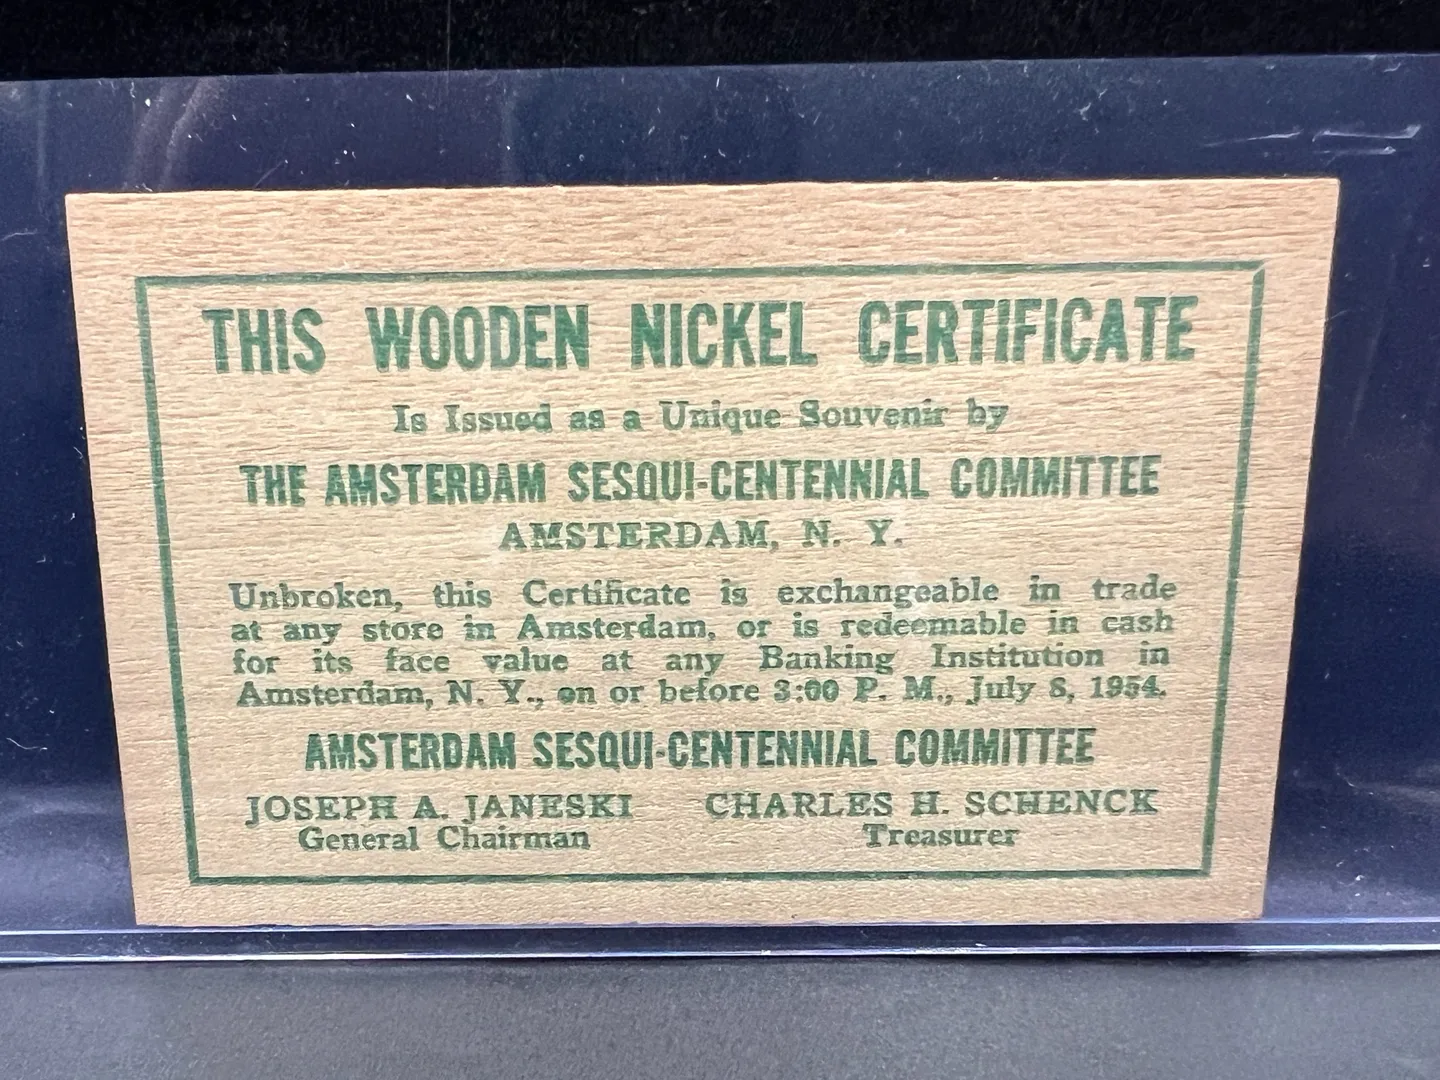 THIS WOODEN NICKEL CERTIFICATE
Is Issued as a Unique Souvenir by
THE AMSTERDAM SESQUI-CENTENNIAL COMMITTEE
AMSTERDAM, N. Y.
Unbroken, this Certificate is exchangeable in trade
at any store in Amsterdam, or is redeemable in cash
for its face value at any Banking Institution in
Amsterdam, N. Y., on or before 3:00 P. M., July 8, 1954.
AMSTERDAM SESQUI-CENTENNIAL COMMITTEE
JOSEPH A. JANESKI CHARLES H. SCHENCK
General Chairman Treasurer